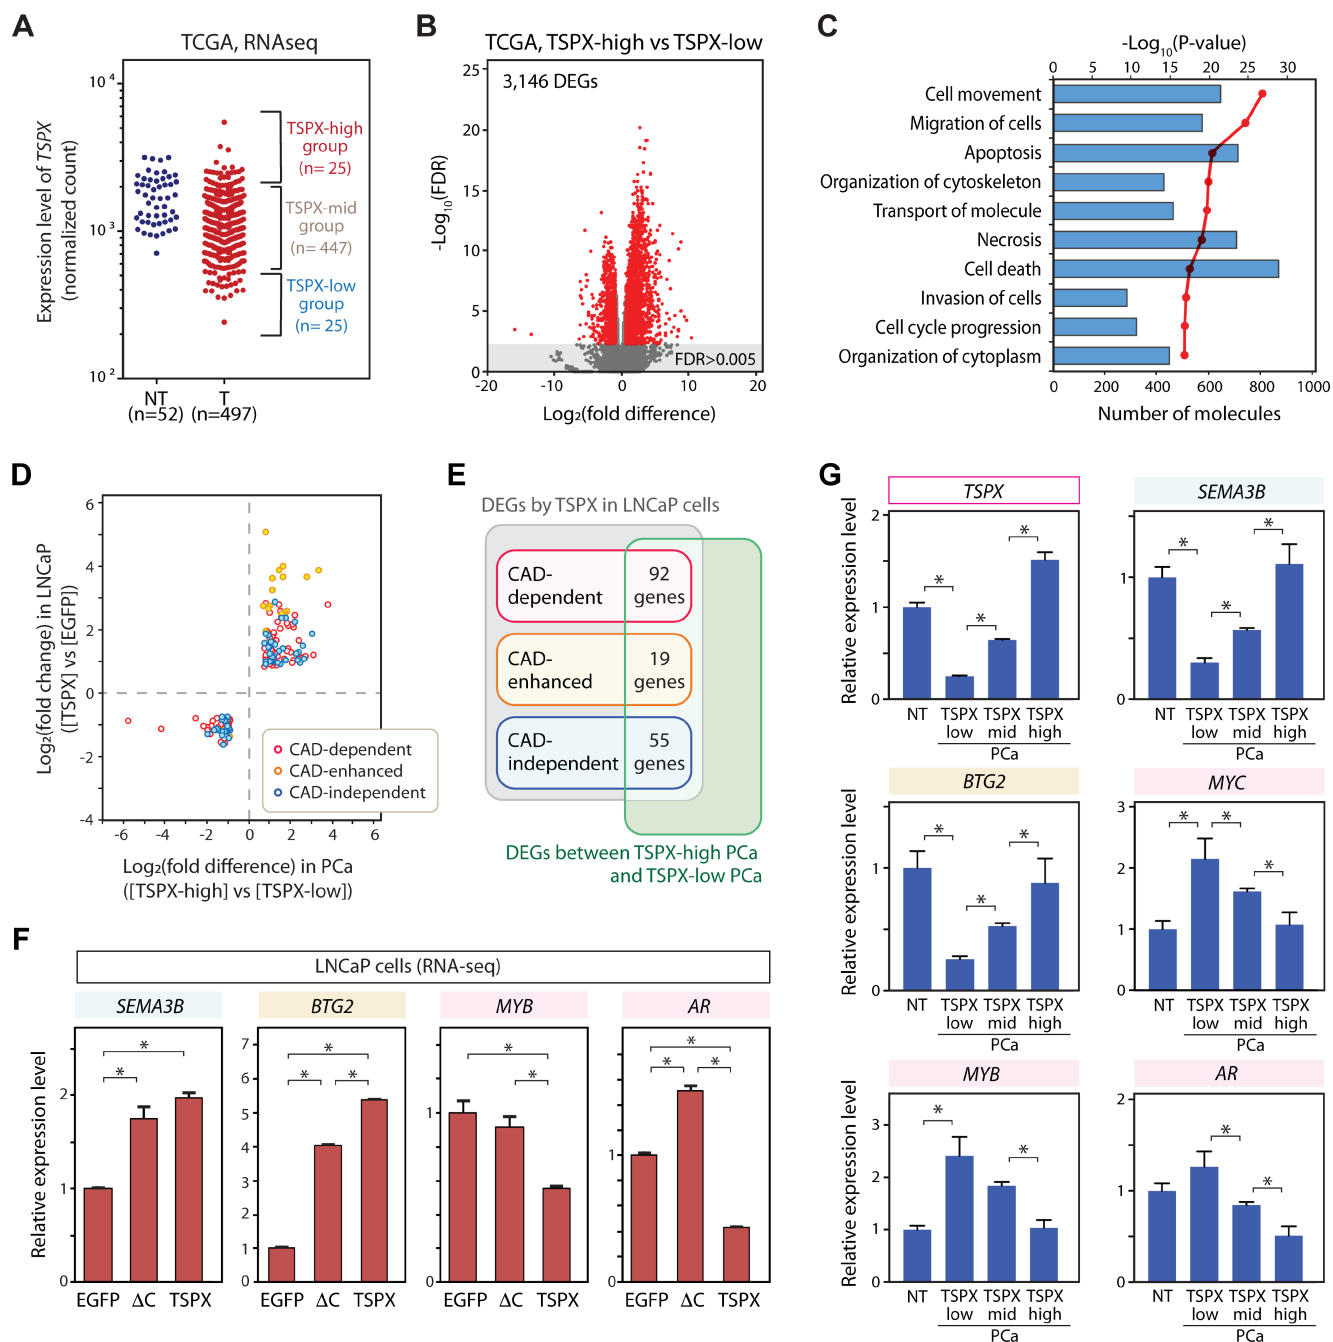 A
TCGA, RNAseq
Expression level of TSPX
(normalized count)
10⁴
10³
10²
TSPX-high
group
(n= 25)
TSPX-mid
group
(n= 447)
TSPX-low
group
(n= 25)
NT T
(n=52) (n=497)
B
TCGA, TSPX-high vs TSPX-low
3,146 DEGs
-Log₁₀(FDR)
25
20
15
10
5
0
FDR>0.005
-20 -10 0 10 20
Log₂(fold difference)
C
-Log₁₀(P-value)
0 5 10 15 20 25 30
Cell movement
Migration of cells
Apoptosis
Organization of cytoskeleton
Transport of molecule
Necrosis
Cell death
Invasion of cells
Cell cycle progression
Organization of cytoplasm
0 200 400 600 800 1000
Number of molecules
D
Log₂(fold change) in LNCaP
([TSPX] vs [EGFP])
6
4
2
0
-2
-4
CAD-dependent
CAD-enhanced
CAD-independent
-6 -4 -2 0 2 4 6
Log₂(fold difference) in PCa
([TSPX-high] vs [TSPX-low])
E
DEGs by TSPX in LNCaP cells
CAD-
dependent
92
genes
CAD-
enhanced
19
genes
CAD-
independent
55
genes
DEGs between TSPX-high PCa
and TSPX-low PCa
F
LNCaP cells (RNA-seq)
Relative expression level
SEMA3B
2
1
0
* *
EGFP ΔC TSPX
BTG2
7
6
5
4
3
2
1
0
* * *
EGFP ΔC TSPX
MYB
1
0
* *
EGFP ΔC TSPX
AR
1
0
* * *
EGFP ΔC TSPX
G
TSPX
Relative expression level
2
1
0
* * *
NT TSPX TSPX TSPX
low mid high
PCa
SEMA3B
1
0
* * *
NT TSPX TSPX TSPX
low mid high
PCa
BTG2
Relative expression level
1
0
* * *
NT TSPX TSPX TSPX
low mid high
PCa
MYC
3
2
1
0
* * *
NT TSPX TSPX TSPX
low mid high
PCa
MYB
Relative expression level
3
2
1
0
* *
NT TSPX TSPX TSPX
low mid high
PCa
AR
2
1
0
* *
NT TSPX TSPX TSPX
low mid high
PCa